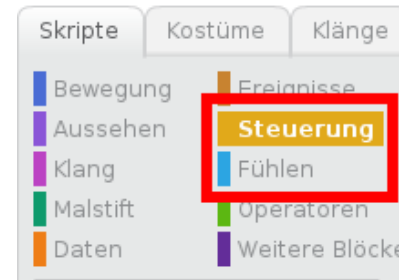 Skripte Kostüme Klänge
Bewegung Ereignisse
Aussehen Steuerung
Klang Fühlen
Malstift Operatoren
Daten Weitere Blöcke